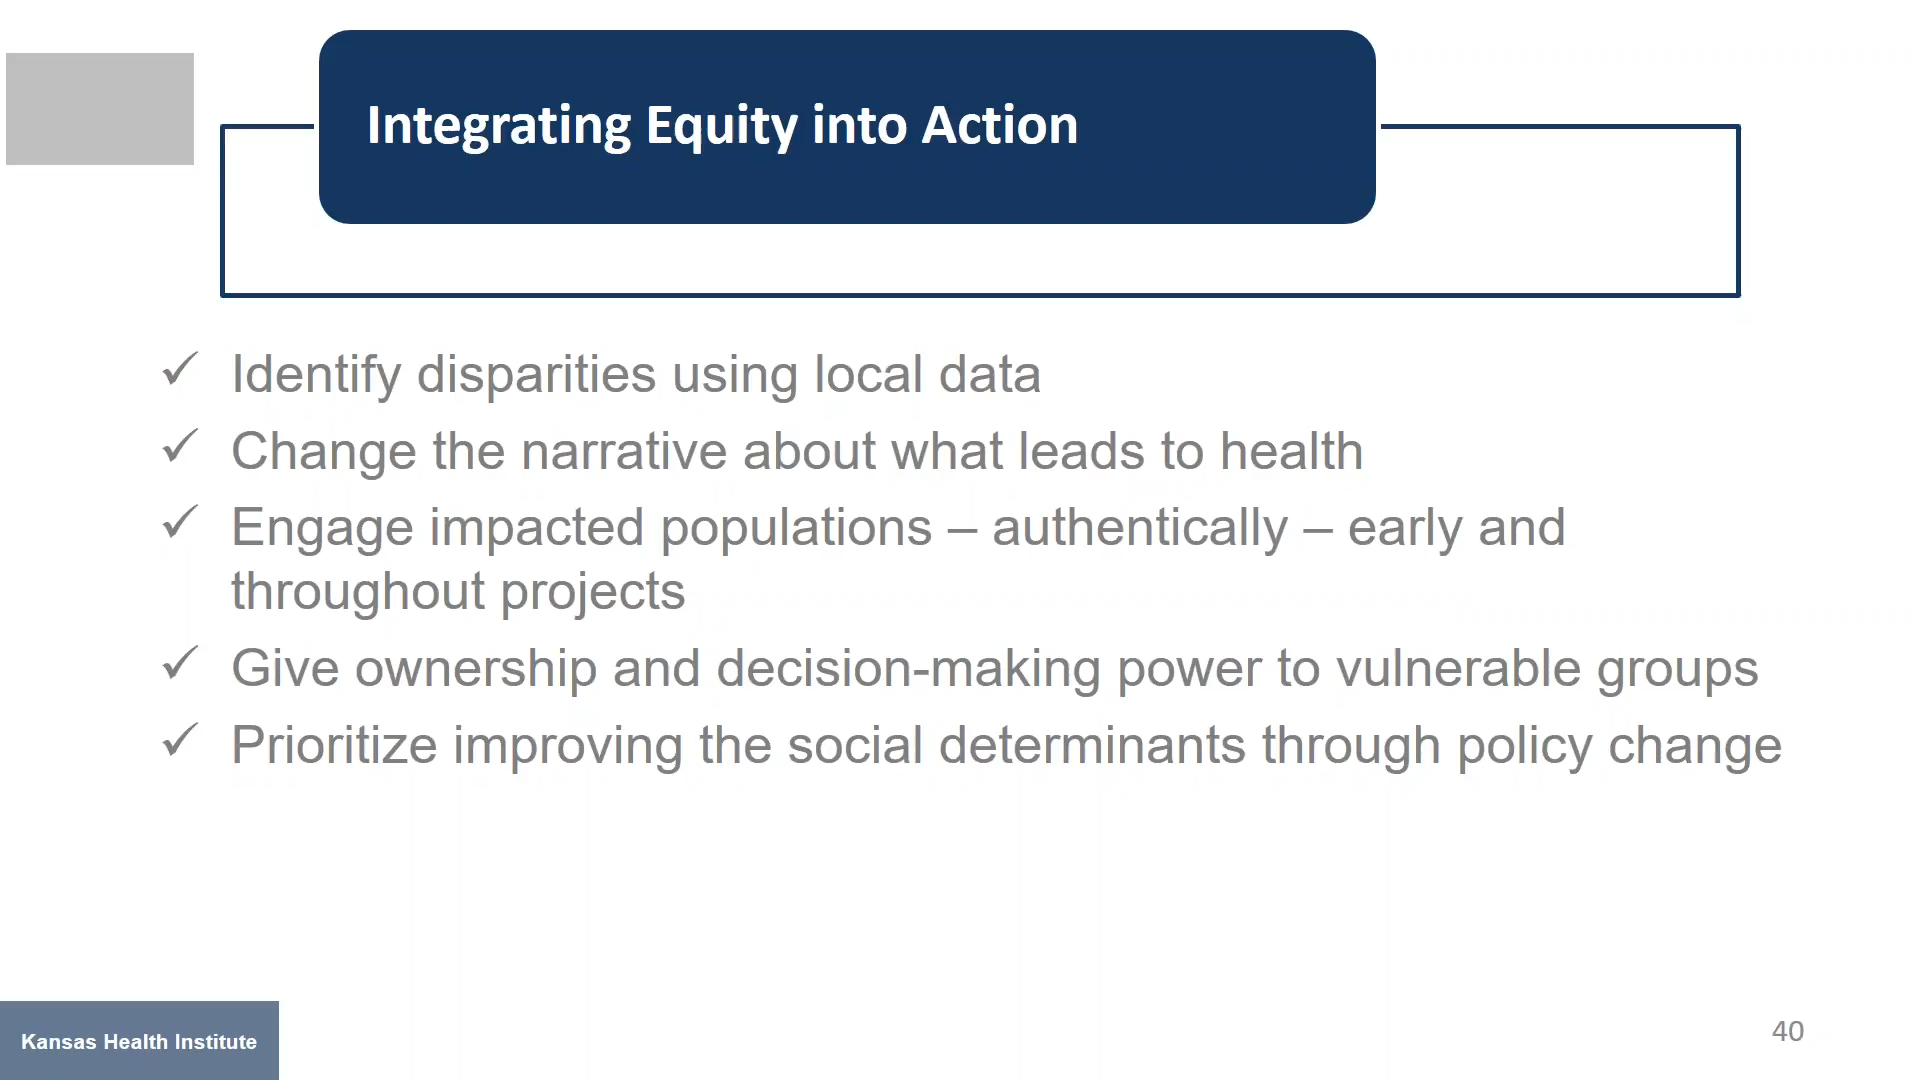 Integrating Equity into Action
✓ Identify disparities using local data
✓ Change the narrative about what leads to health
✓ Engage impacted populations – authentically – early and
throughout projects
✓ Give ownership and decision-making power to vulnerable groups
✓ Prioritize improving the social determinants through policy change
Kansas Health Institute
40